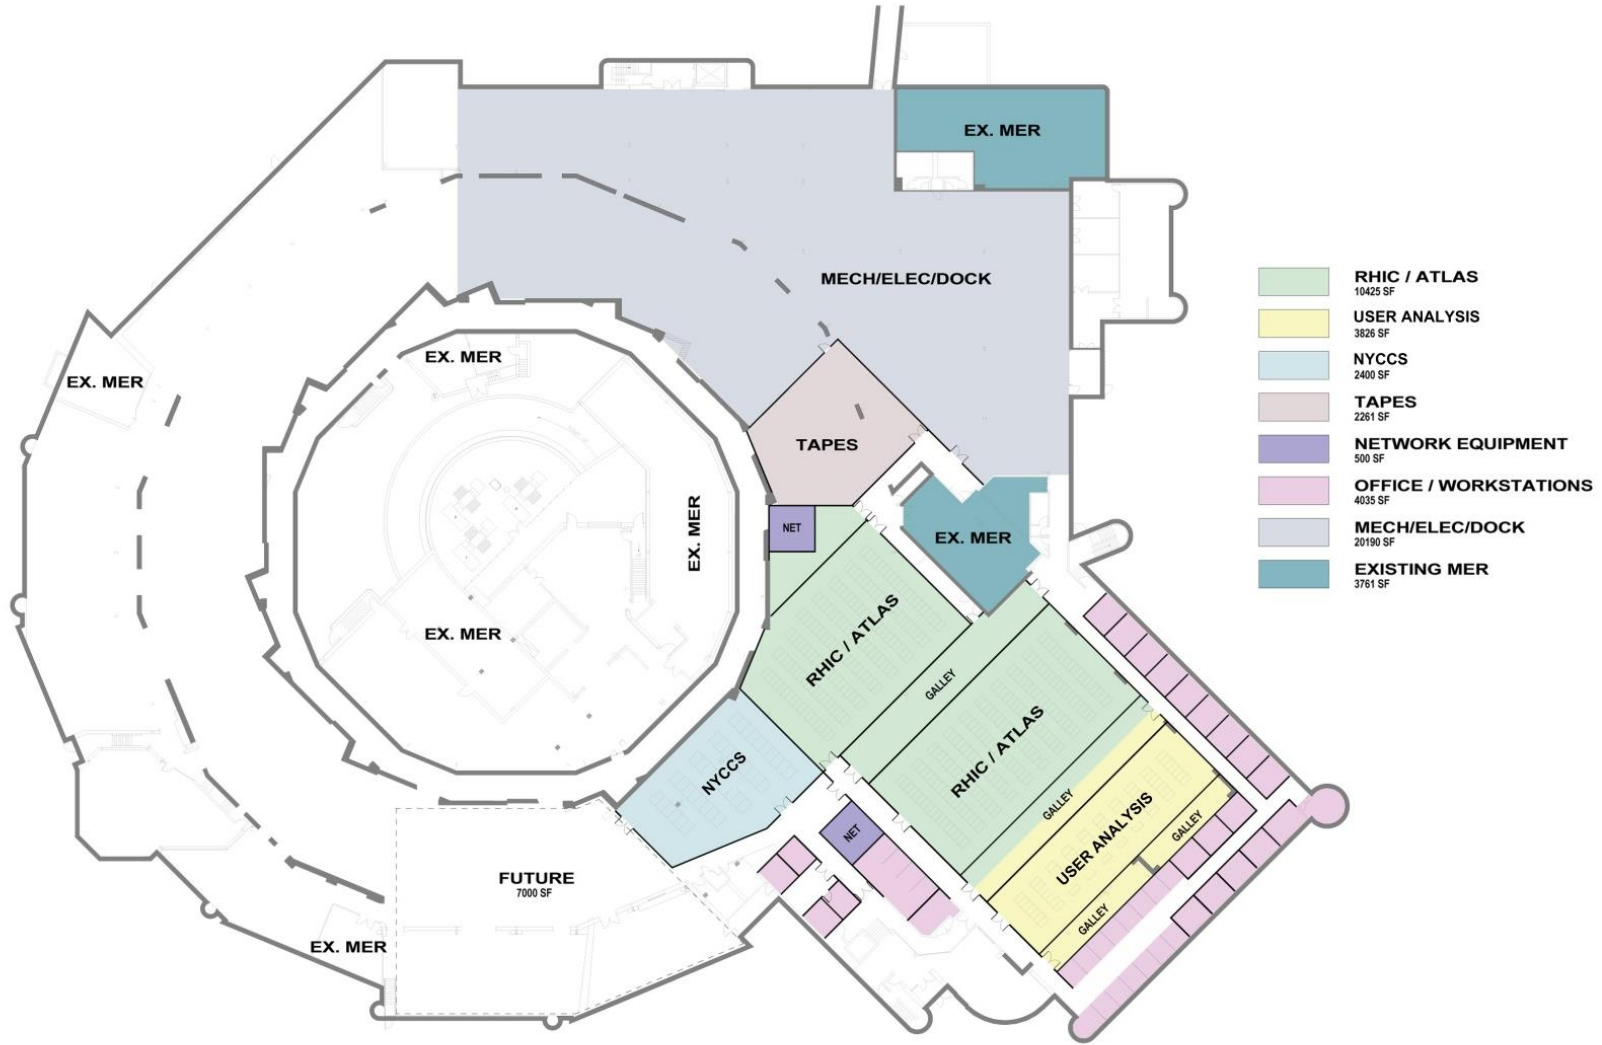 EX. MER
MECH/ELEC/DOCK
EX. MER
EX. MER
TAPES
EX. MER
NET
EX. MER
RHIC / ATLAS
EX. MER
GALLEY
RHIC / ATLAS
NYCCS
GALLEY
USER ANALYSIS
GALLEY
NET
FUTURE
7000 SF
GALLEY
EX. MER
RHIC / ATLAS
10425 SF
USER ANALYSIS
3826 SF
NYCCS
2400 SF
TAPES
2261 SF
NETWORK EQUIPMENT
500 SF
OFFICE / WORKSTATIONS
4035 SF
MECH/ELEC/DOCK
20190 SF
EXISTING MER
3761 SF